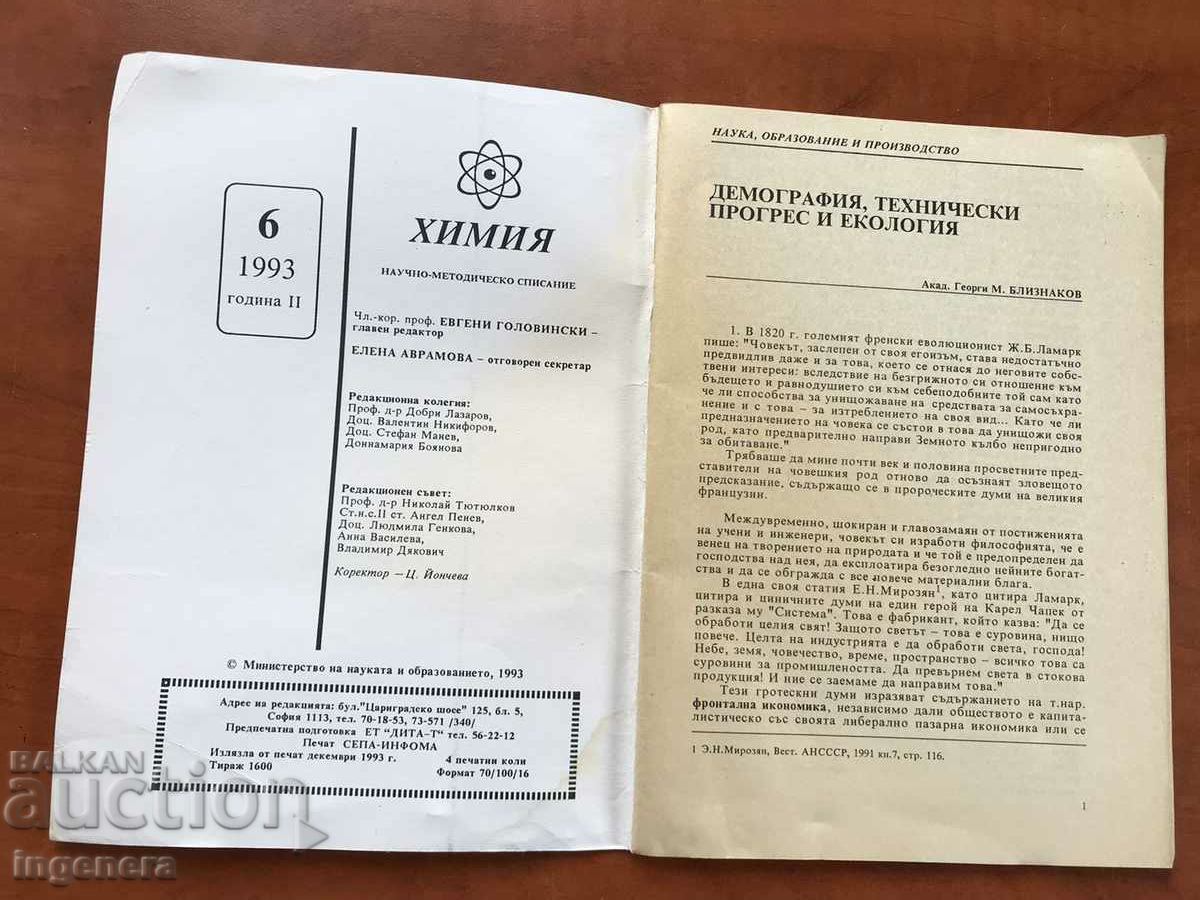 6
1993
година II
ХИМИЯ
НАУЧНО-МЕТОДИЧЕСКО СПИСАНИЕ
Чл.-кор. проф. ЕВГЕНИ ГОЛОВИНСКИ –
главен редактор
ЕЛЕНА АВРАМОВА – отговорен секретар
Редакционна колегия:
Проф. д-р Добри Лазаров,
Доц. Валентин Никифоров,
Доц. Стефан Манев,
Доннамария Боянова
Редакционен съвет:
Проф. д-р Николай Тютюлков
Ст.н.с.II ст. Ангел Пенев,
Доц. Людмила Генкова,
Анна Василева,
Владимир Дякович
Коректор – Ц. Йончева
© Министерство на науката и образованието, 1993
Адрес на редакцията: бул."Цариградско шосе" 125, бл. 5,
София 1113, тел. 70-18-53, 73-571 /340/
Предпечатна подготовка ЕТ "ДИТА-Т" тел. 56-22-12
Печат СЕПА-ИНФОМА
Излязла от печат декември 1993 г. 4 печатни коли
Тираж 1600 Формат 70/100/16
BALKAN
auction
ingenera
НАУКА, ОБРАЗОВАНИЕ И ПРОИЗВОДСТВО
ДЕМОГРАФИЯ, ТЕХНИЧЕСКИ
ПРОГРЕС И ЕКОЛОГИЯ
Акад. Георги М. БЛИЗНАКОВ
1. В 1820 г. големият френски еволюционист Ж.Б.Ламарк
пише: "Човекът, заслепен от своя егоизъм, става недостатъчно
предвидлив даже и за това, което се отнася до неговите собс-
твени интереси: вследствие на безгрижното си отношение към
бъдещето и равнодушието си към себеподобните той сам като
че ли способства за унищожаване на средствата за самосъхра-
нение и с това – за изтреблението на своя вид... Като че ли
предназначението на човека се състои в това да унищожи своя
род, като предварително направи Земното кълбо непригодно
за обитаване."
Трябваше да мине почти век и половина просветните пред-
ставители на човешкия род отново да осъзнаят зловещото
предсказание, съдържащо се в пророческите думи на великия
французин.
Междувременно, шокиран и главозамаян от постиженията
на учени и инженери, човекът си изработи философията, че е
венец на творението на природата и че той е предопределен да
господства над нея, да експлоатира безогледно нейните богат-
ства и да се обгражда с все повече материални блага.
В една своя статия Е.Н.Мирозян1, като цитира Ламарк,
цитира и циничните думи на един герой на Карел Чапек от
разказа му "Система". Това е фабрикант, който казва: "Да се
обработи целия свят! Защото светът – това е суровина, нищо
повече. Целта на индустрията е да обработи света, господа!
Небе, земя, човечество, време, пространство – всичко това са
суровини за промишлеността. Да превърнем света в стокова
продукция! И ние се заемаме да направим това."
Тези гротескни думи изразяват съдържанието на т.нар.
фронтална икономика, независимо дали обществото е капита-
листическо със своята либерално пазарна икономика или се
1 Э.Н.Мирозян, Вест. АНСССР, 1991 кн.7, стр. 116.
1